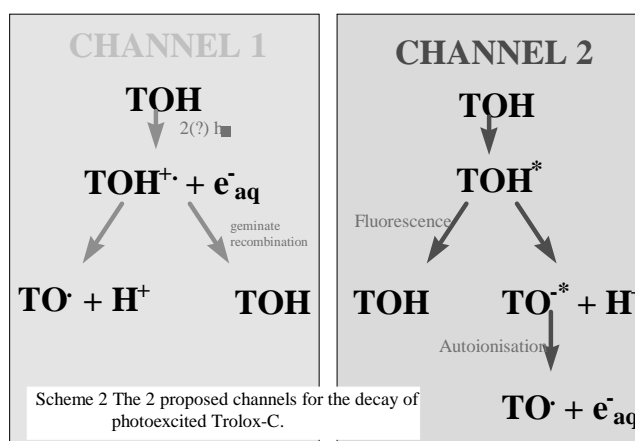 CHANNEL 1
TOH
2(?) h
TOH⁺· + e⁻aq
geminate
recombination
TO· + H⁺
TOH
CHANNEL 2
TOH
TOH*
Fluorescence
TOH
TO⁻* + H
Autoionisation
TO· + e⁻aq
Scheme 2 The 2 proposed channels for the decay of
photoexcited Trolox-C.